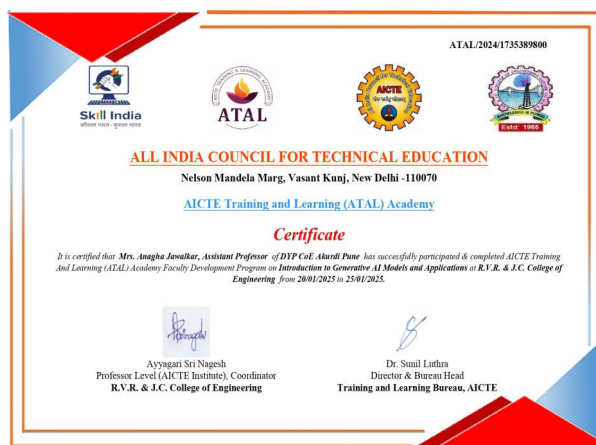 ATAL/2024/1735389800
Skill India
कौशल भारत - कुशल भारत
ATAL
AICTE
KNOWLEDGE IS POWER
Estd: 1985
ALL INDIA COUNCIL FOR TECHNICAL EDUCATION
Nelson Mandela Marg, Vasant Kunj, New Delhi -110070
AICTE Training and Learning (ATAL) Academy
Certificate
It is certified that Mrs. Anagha Jawalkar, Assistant Professor of DYP CoE Akurdi Pune has successfully participated & completed AICTE Training
And Learning (ATAL) Academy Faculty Development Program on Introduction to Generative AI Models and Applications at R.V.R. & J.C. College of
Engineering from 20/01/2025 to 25/01/2025.
Ayyagari Sri Nagesh
Professor Level (AICTE Institute), Coordinator
R.V.R. & J.C. College of Engineering
Dr. Sunil Luthra
Director & Bureau Head
Training and Learning Bureau, AICTE